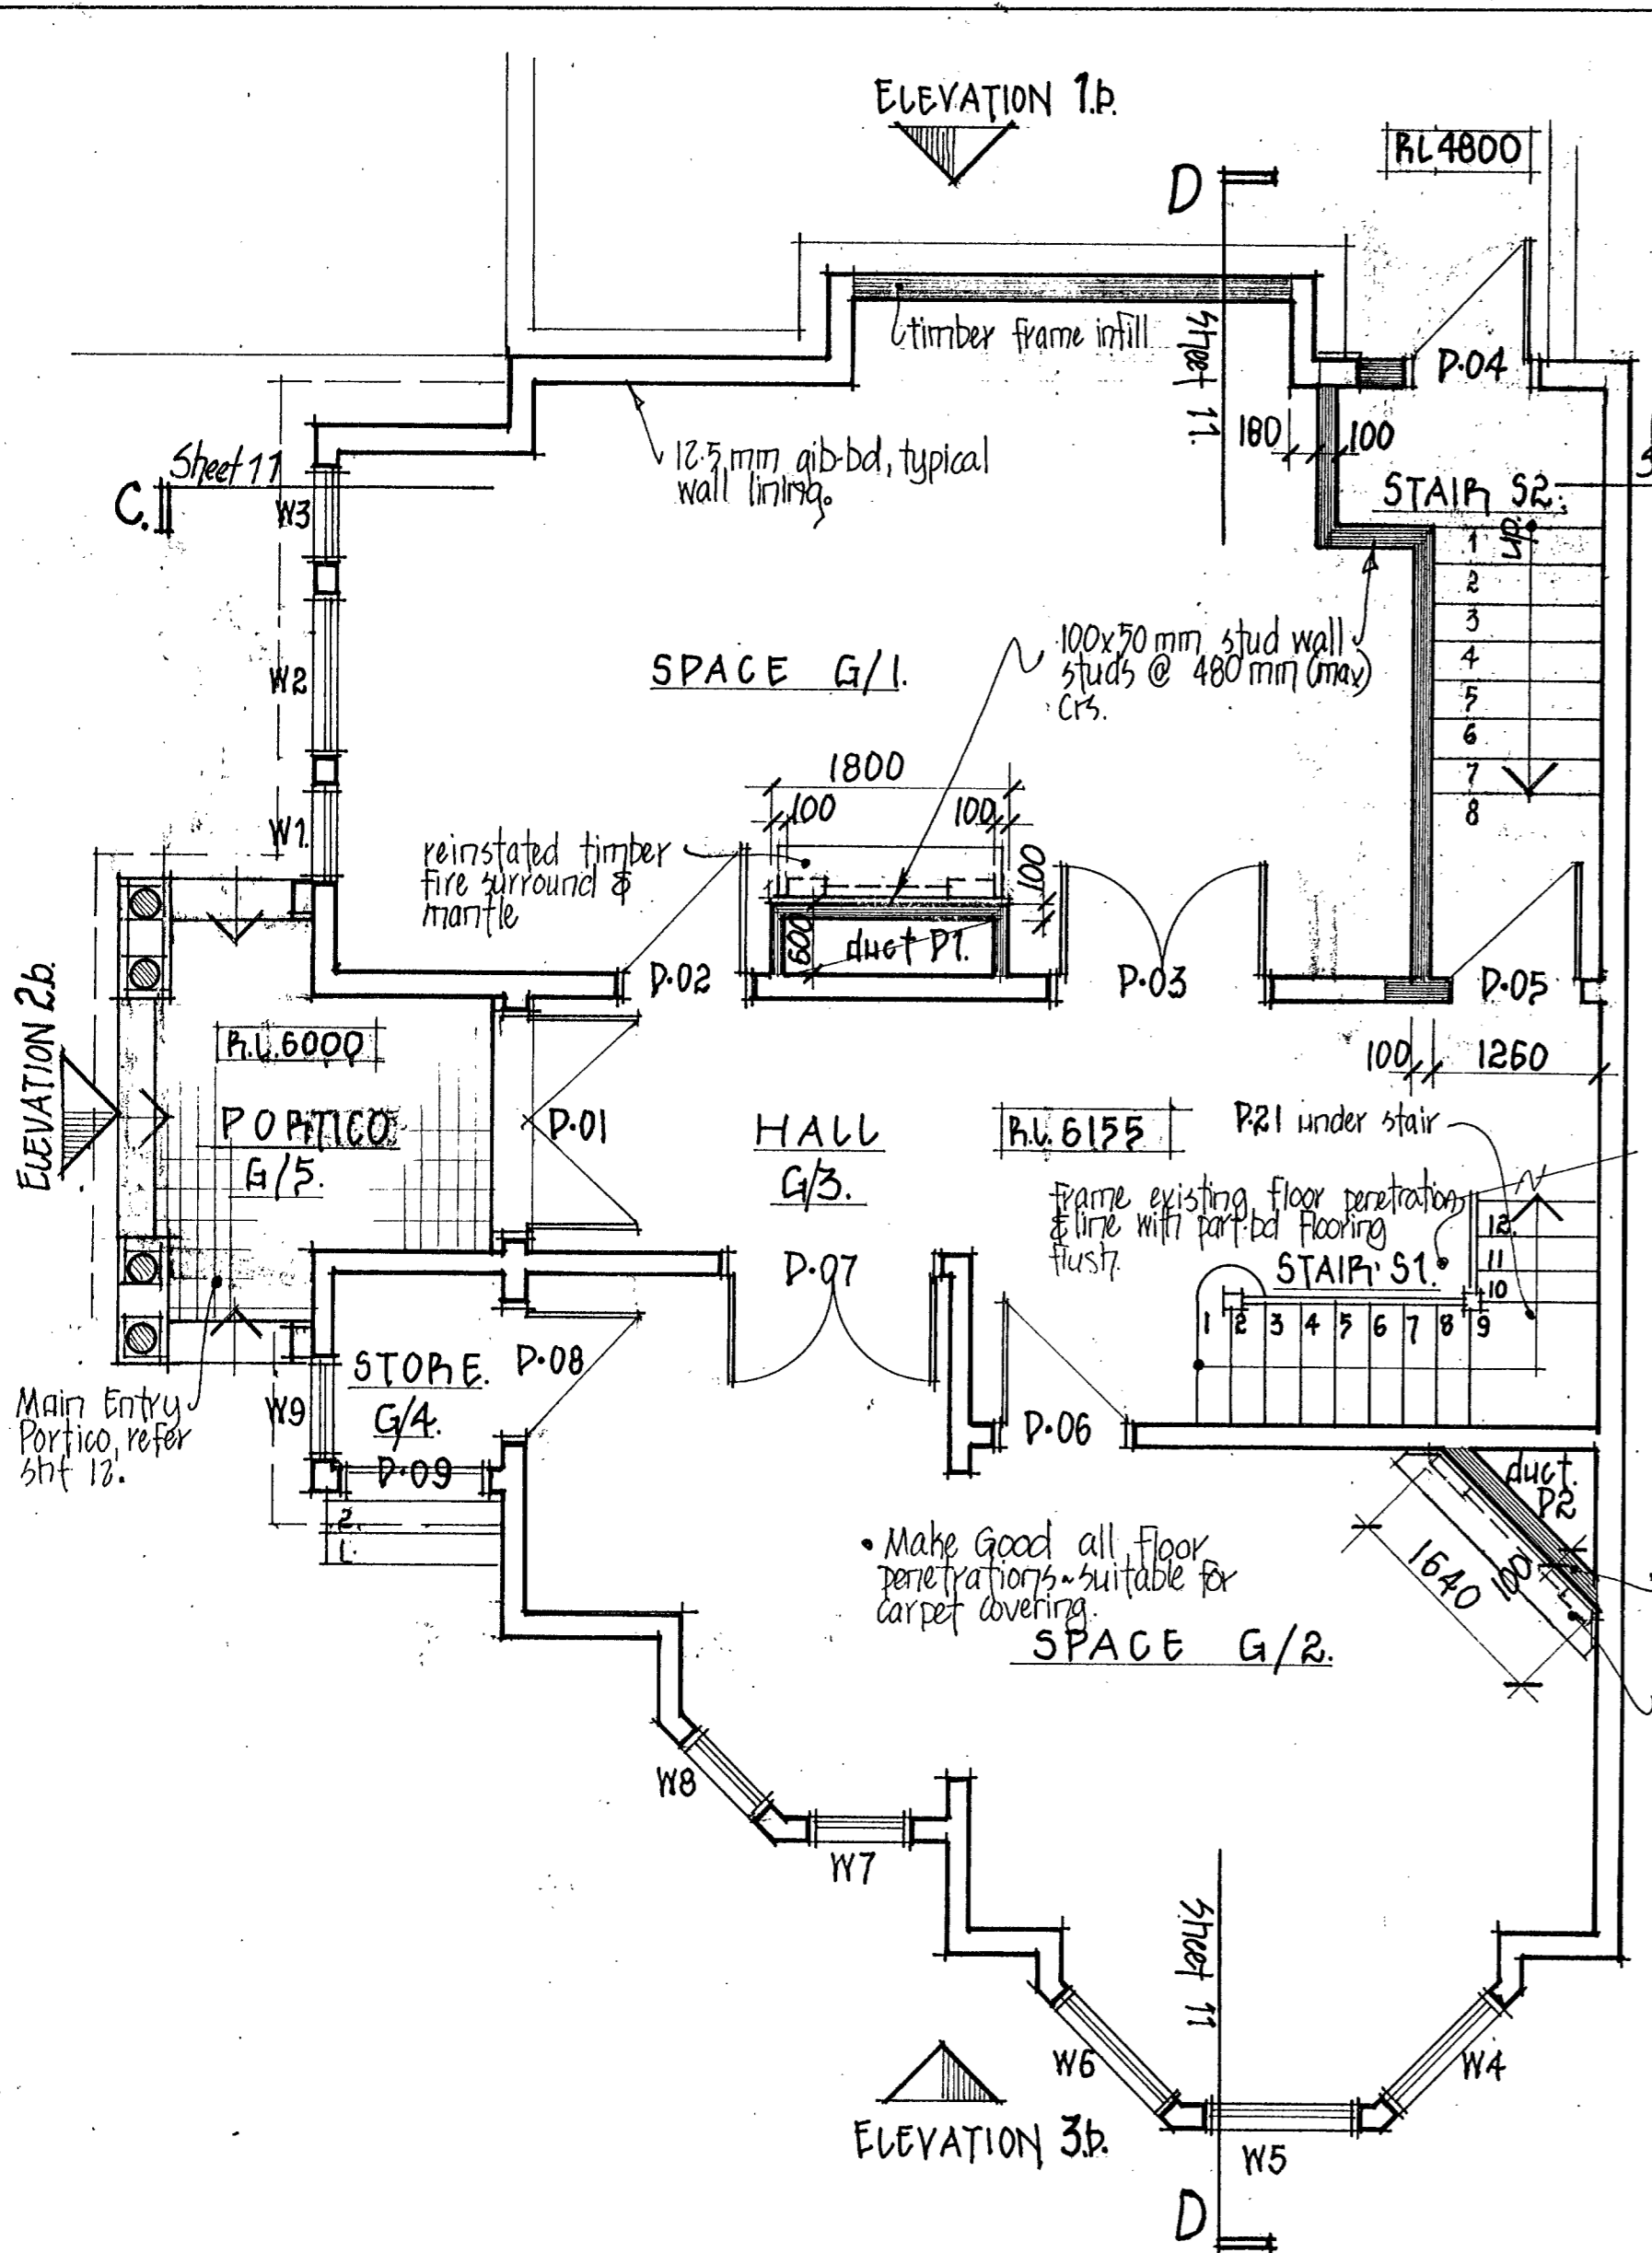 ELEVATION 1.b.
RL 4800
D
timber frame infill
Sheet 11.
D.04
180
100
12.5 mm gib-bd, typical
wall lining.
Sheet 11
C.
W3
STAIR S2.
up.
1
2
3
4
5
6
7
8
100x50 mm stud wall
studs @ 480 mm (max)
crs.
SPACE G/1.
W2
1800
100
100
100
W1.
reinstated timber
fire surround &
mantle
600
duct D1.
D.02
D.03
D.05
ELEVATION 2.b.
R.L.6000
100
1260
PORTICO
G/5.
D.01
HALL
G/3.
R.L. 6155
D.21 under stair
frame existing floor penetration
& line with part-bd flooring
flush.
STAIR S1.
12
11
10
1
2
3
4
5
6
7
8
9
D.07
STORE.
G/4.
D.08
W9
D.09
2.
1.
Main Entry
Portico, refer
sht 12.
D.06
duct.
D2
1640
100
• Make Good all floor
penetrations ~ suitable for
carpet covering.
SPACE G/2.
W8
W7
Sheet 11
W6
W4
W5
ELEVATION 3.b.
D